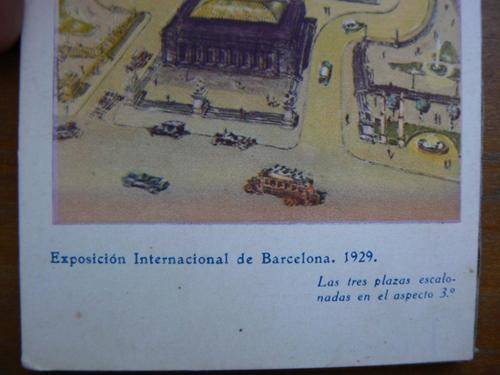 Exposición Internacional de Barcelona. 1929.
Las tres plazas escalo-
nadas en el aspecto 3.º